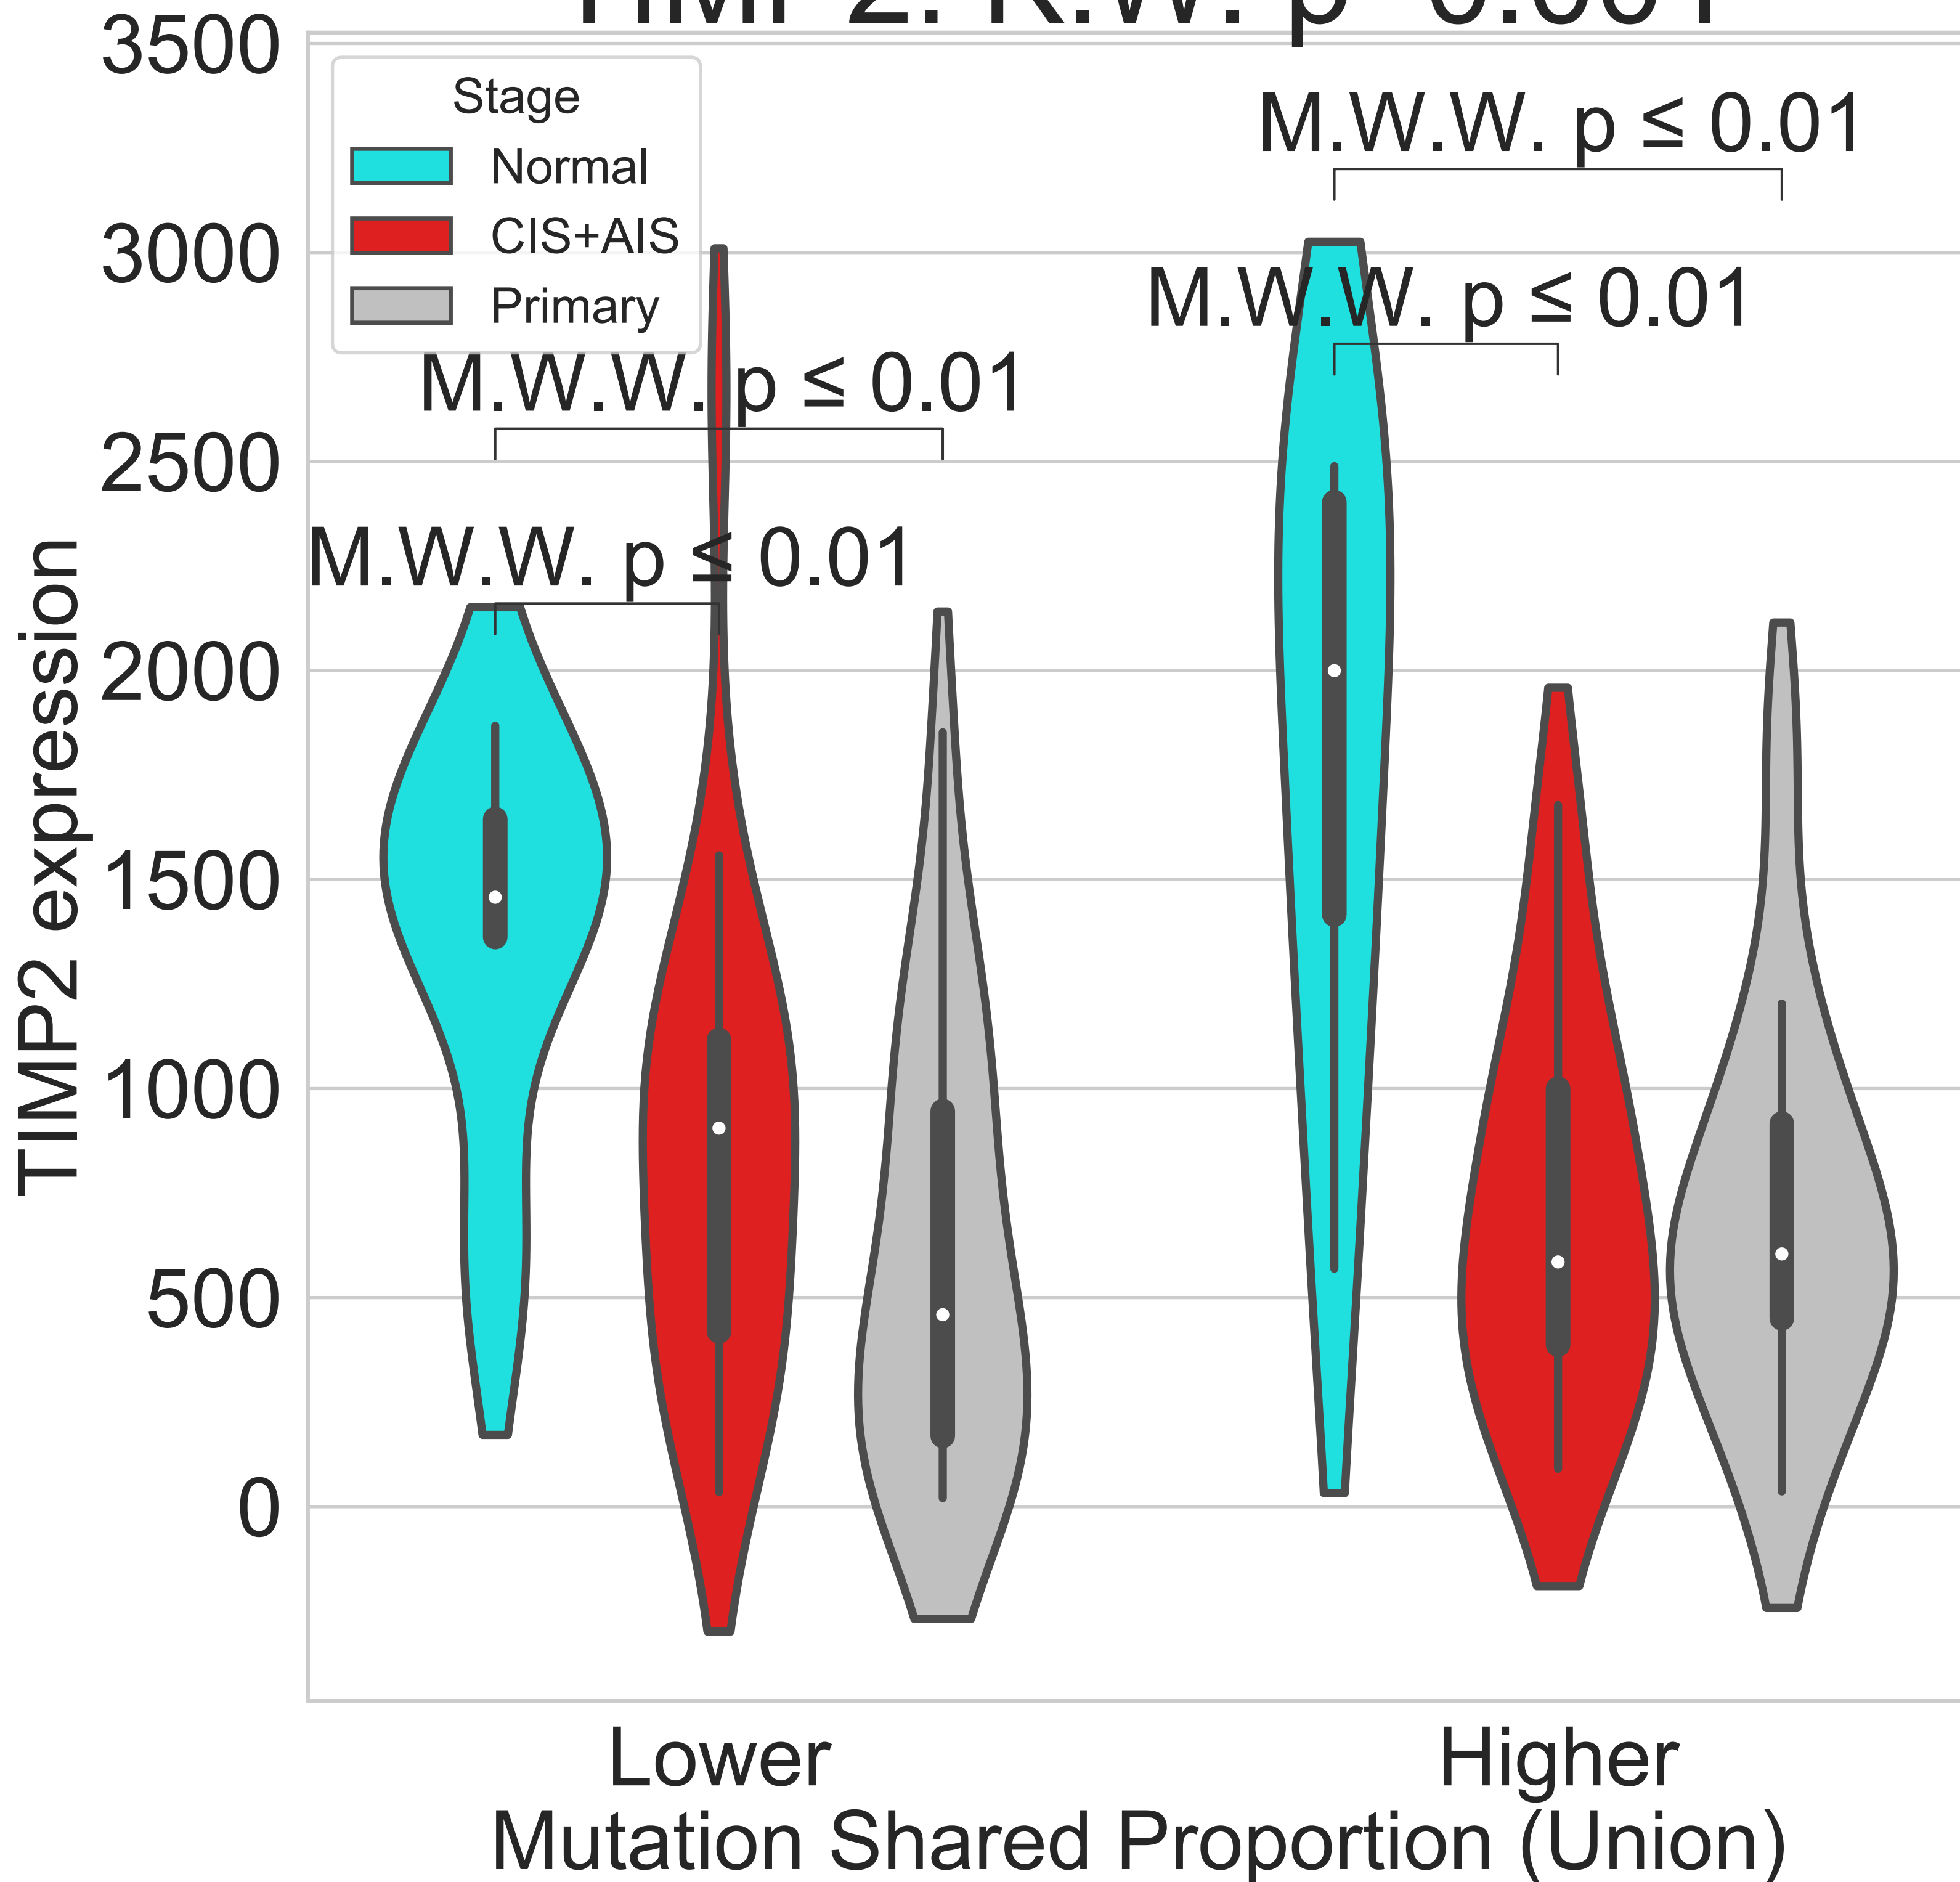 3500
3000
2500
2000
1500
1000
500
0
TIMP2 expression
Stage
Normal
CIS+AIS
Primary
M.W.W. p ≤ 0.01
M.W.W. p ≤ 0.01
M.W.W. p ≤ 0.01
M.W.W. p ≤ 0.01
Lower
Higher
Mutation Shared Proportion (Union)